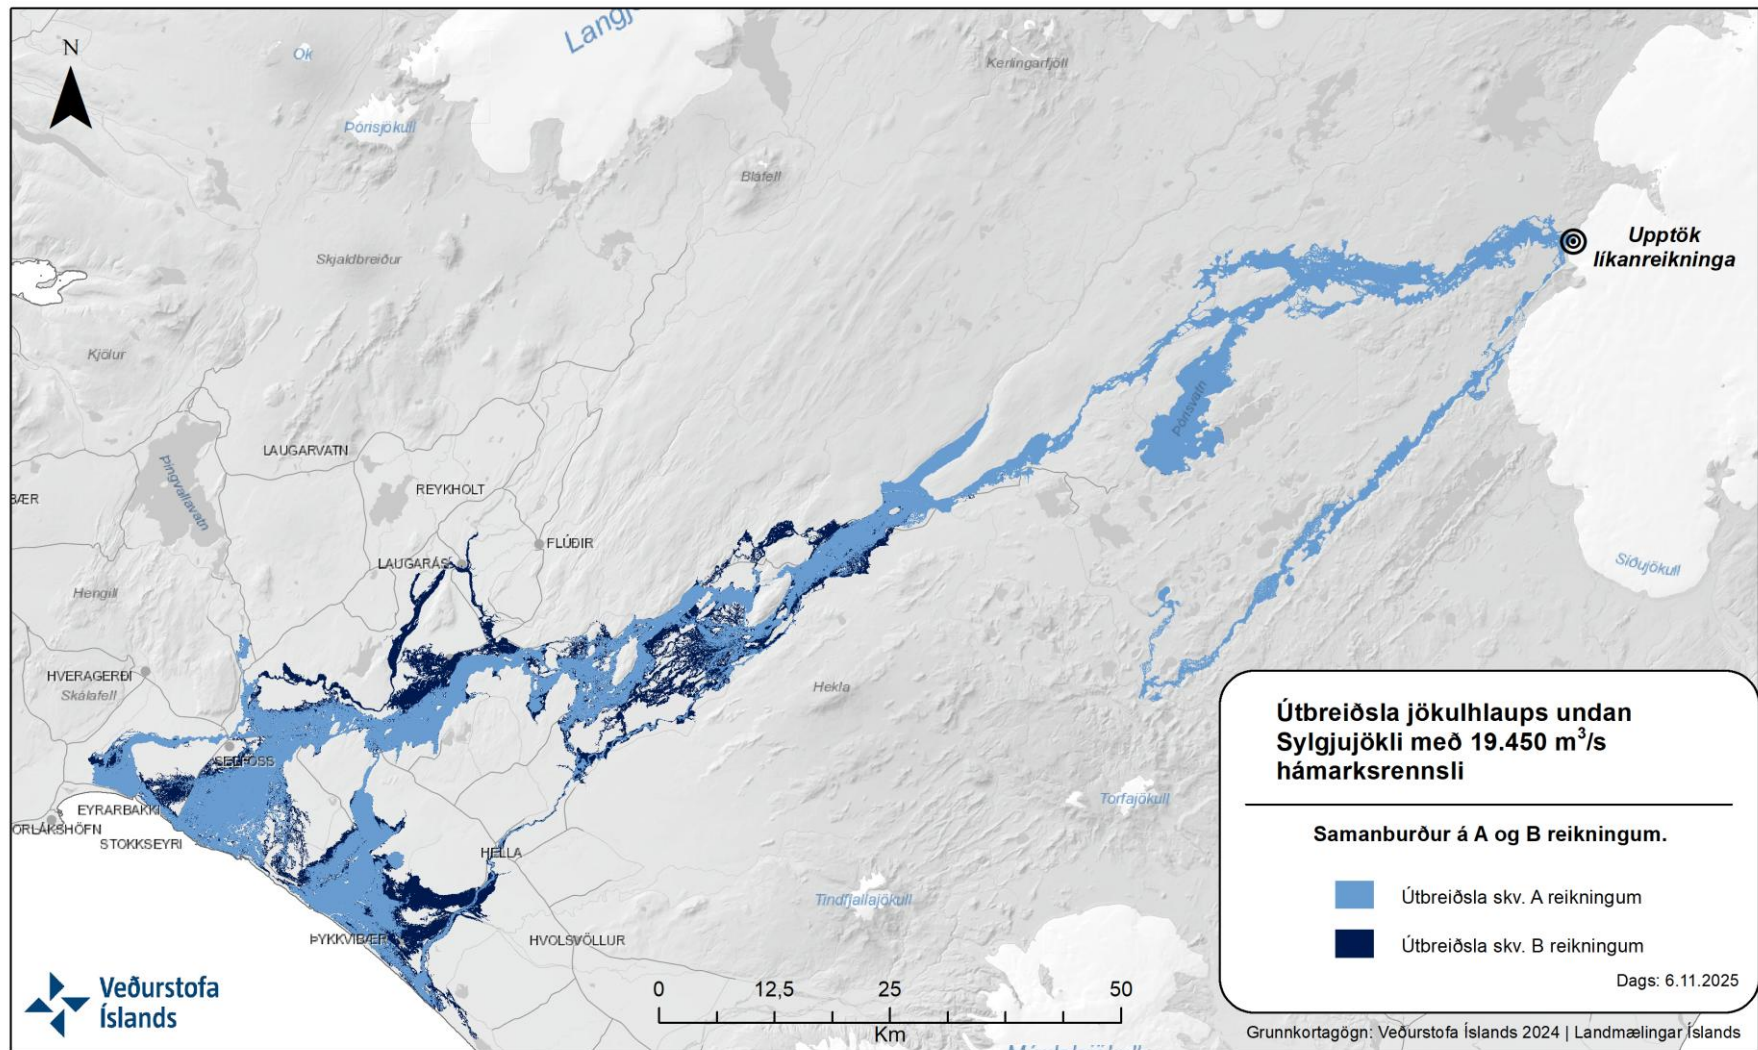 Langj
N
Ok
Kerlingarfjöll
Þórisjökull
Bláfell
Upptök
líkanreikninga
Skjaldbreiður
Kjölur
Þórisvatn
LAUGARVATN
Þingvallavatn
REYKHOLT
BÆR
FLÚÐIR
LAUGARÁS
Síðujökull
Hengill
HVERAGERÐI
Skálafell
Hekla
SELFOSS
EYRARBAKKI
ORLÁKSHÖFN
STOKKSEYRI
Torfajökull
HELLA
Tindfjallajökull
ÞYKKVIBÆR
HVOLSVÖLLUR
Útbreiðsla jökulhlaups undan
Sylgjujökli með 19.450 m³/s
hámarksrennsli
Samanburður á A og B reikningum.
Útbreiðsla skv. A reikningum
Útbreiðsla skv. B reikningum
Dags: 6.11.2025
Veðurstofa
Íslands
0 12,5 25 50
Km
Grunnkortagögn: Veðurstofa Íslands 2024 | Landmælingar Íslands